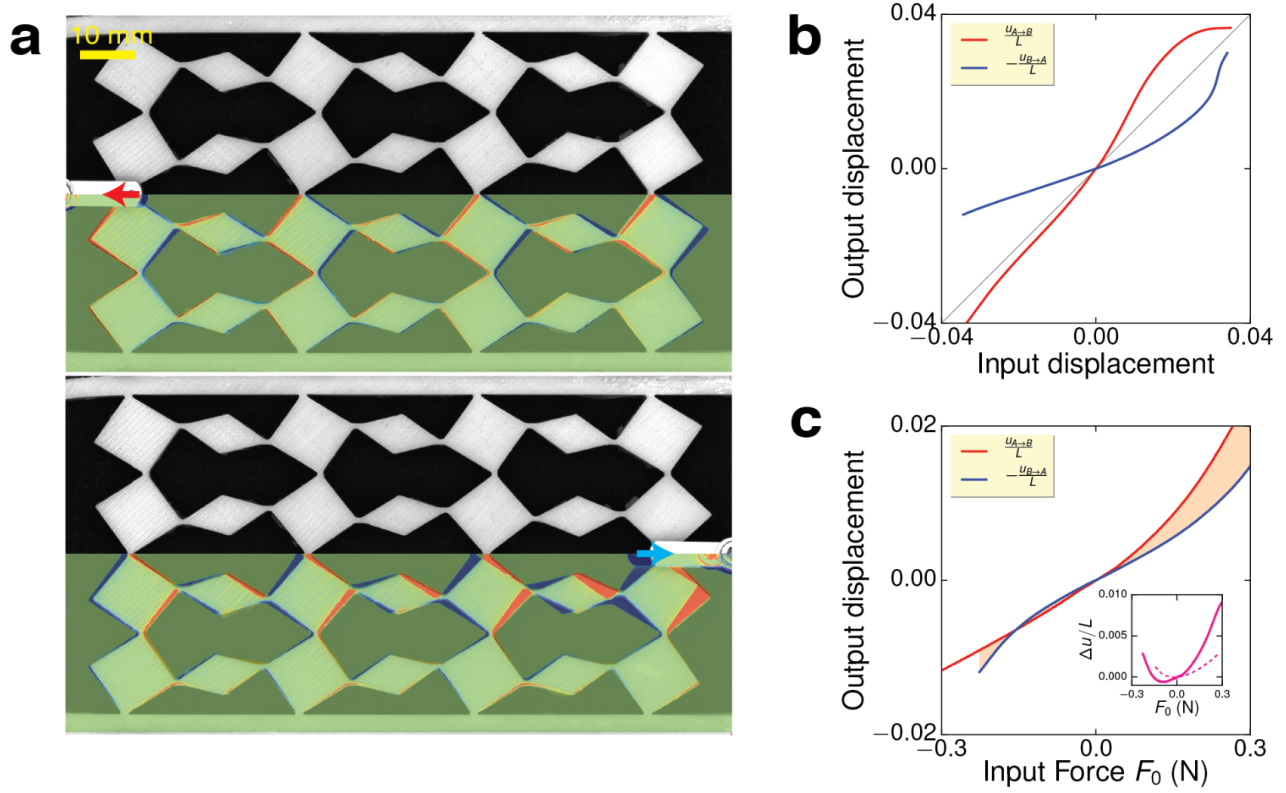 a
10 mm
b
0.04
0.00
−0.04
−0.04
0.00
0.04
Output displacement
Input displacement
u_{A→B}/L
−u_{B→A}/L
c
0.02
0.00
−0.02
−0.3
0.0
0.3
Output displacement
Input Force F_0 (N)
u_{A→B}/L
−u_{B→A}/L
0.010
0.005
0.000
−0.3
0.0
0.3
Δu/L
F_0 (N)